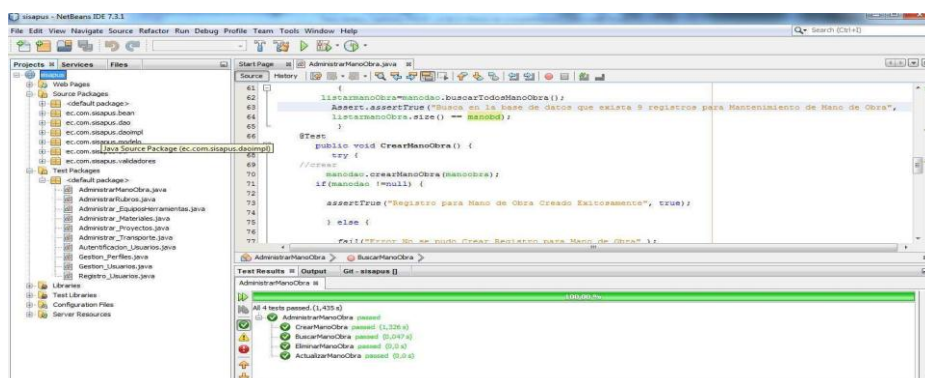 sisapus - NetBeans IDE 7.3.1
File Edit View Navigate Source Refactor Run Debug Profile Team Tools Window Help
Search (Ctrl+I)
Projects Services Files
sisapus
Web Pages
Source Packages
<default package>
ec.com.sisapus.bean
ec.com.sisapus.dao
ec.com.sisapus.daoimpl
ec.com.sisapus.modelo
Java Source Package (ec.com.sisapus.daoimpl)
ec.com.sisapus.validadores
Test Packages
<default package>
AdministrarManoObra.java
AdministrarRubros.java
Administrar_EquiposHerramientas.java
Administrar_Materiales.java
Administrar_Proyectos.java
Administrar_Transporte.java
Autentificacion_Usuarios.java
Gestion_Perfiles.java
Gestion_Usuarios.java
Registro_Usuarios.java
Libraries
Test Libraries
Configuration Files
Server Resources
Start Page AdministrarManoObra.java
Source History
61 {
62 listarmanoObra=manodao.buscarTodosManoObra();
63 Assert.assertTrue("Busca en la base de datos que exista 9 registros para Mantenimiento de Mano de Obra",
64 listarmanoObra.size() == manobd);
65 }
66 @Test
67 public void CrearManoObra() {
68 try {
69 //crear
70 manodao.crearManoObra(manoobra);
71 if(manodao !=null) {
72
73 assertTrue("Registro para Mano de Obra Creado Exitosamente", true);
74
75 } else {
76
77 fail("Error No se pudo Crear Registro para Mano de Obra" );
AdministrarManoObra BuscarManoObra
Test Results Output Git - sisapus []
AdministrarManoObra
100,00 %
All 4 tests passed.(1,435 s)
AdministrarManoObra passed
CrearManoObra passed (1,326 s)
BuscarManoObra passed (0,047 s)
EliminarManoObra passed (0,0 s)
ActualizarManoObra passed (0,0 s)